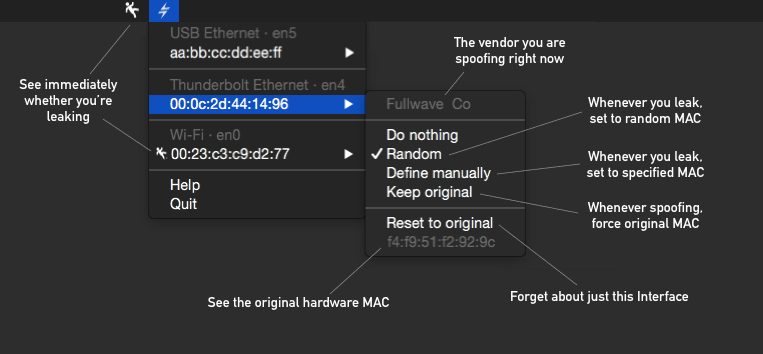 USB Ethernet · en5
aa:bb:cc:dd:ee:ff
Thunderbolt Ethernet · en4
00:0c:2d:44:14:96
Wi-Fi · en0
00:23:c3:c9:d2:77
Help
Quit
Fullwave Co
Do nothing
Random
Define manually
Keep original
Reset to original
f4:f9:51:f2:92:9c
See immediately
whether you're
leaking
The vendor you are
spoofing right now
Whenever you leak,
set to random MAC
Whenever you leak,
set to specified MAC
Whenever spoofing,
force original MAC
See the original hardware MAC
Forget about just this Interface